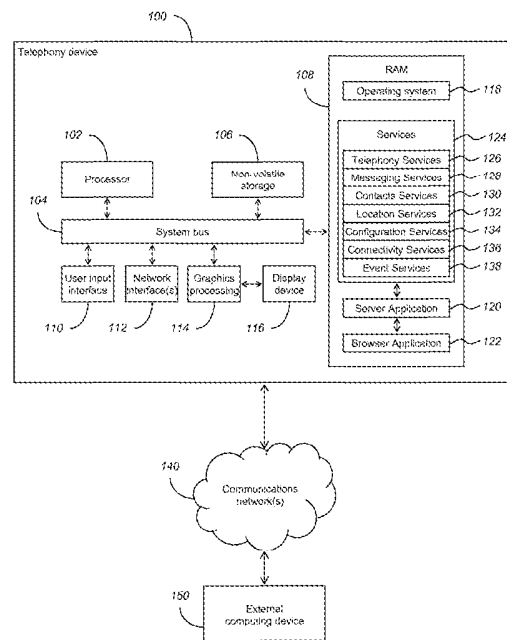 100
Telephony device
RAM
108
Operating system
118
Services
124
102
106
Telephony Services
126
Processor
Non-volatile
storage
Messaging Services
128
Contacts Services
130
104
Location Services
132
System bus
Configuration Services
134
Connectivity Services
136
Event Services
138
User input
interface
Network
interface(s)
Graphics
processing
Display
device
110
112
114
116
Server Application
120
Browser Application
122
140
Communications
network(s)
150
External
computing device